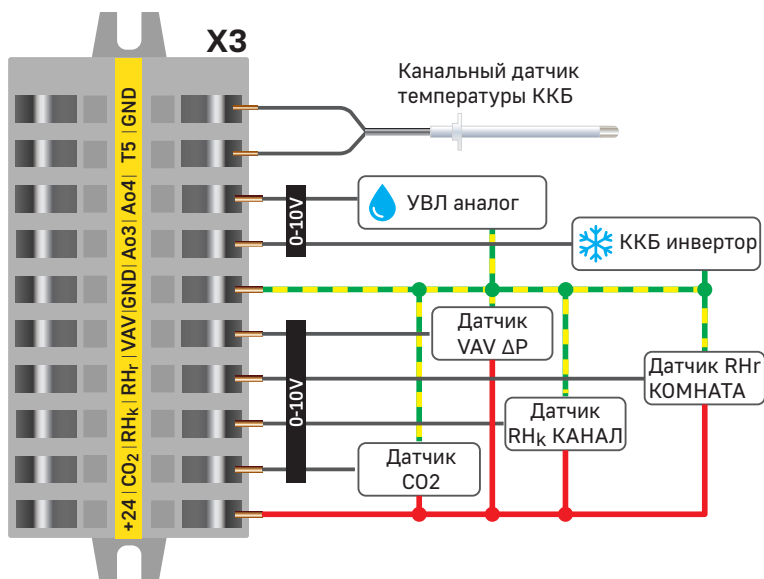 X3
Канальный датчик
температуры ККБ
+24 | CO₂ | RHₖ | RHᵣ | VAV|GND| Ao3| Ao4| T5 | GND
0-10V
УВЛ аналог
ККБ инвертор
0-10V
Датчик
VAV ΔP
Датчик RHr
КОМНАТА
Датчик
RHₖ КАНАЛ
Датчик
CO2